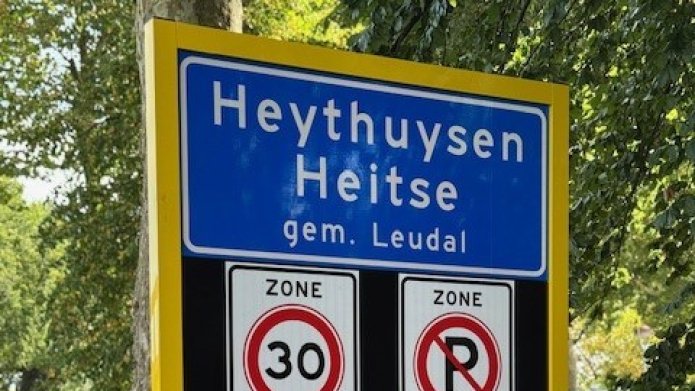 Heythuysen
Heitse
gem. Leudal
ZONE ZONE
30 P